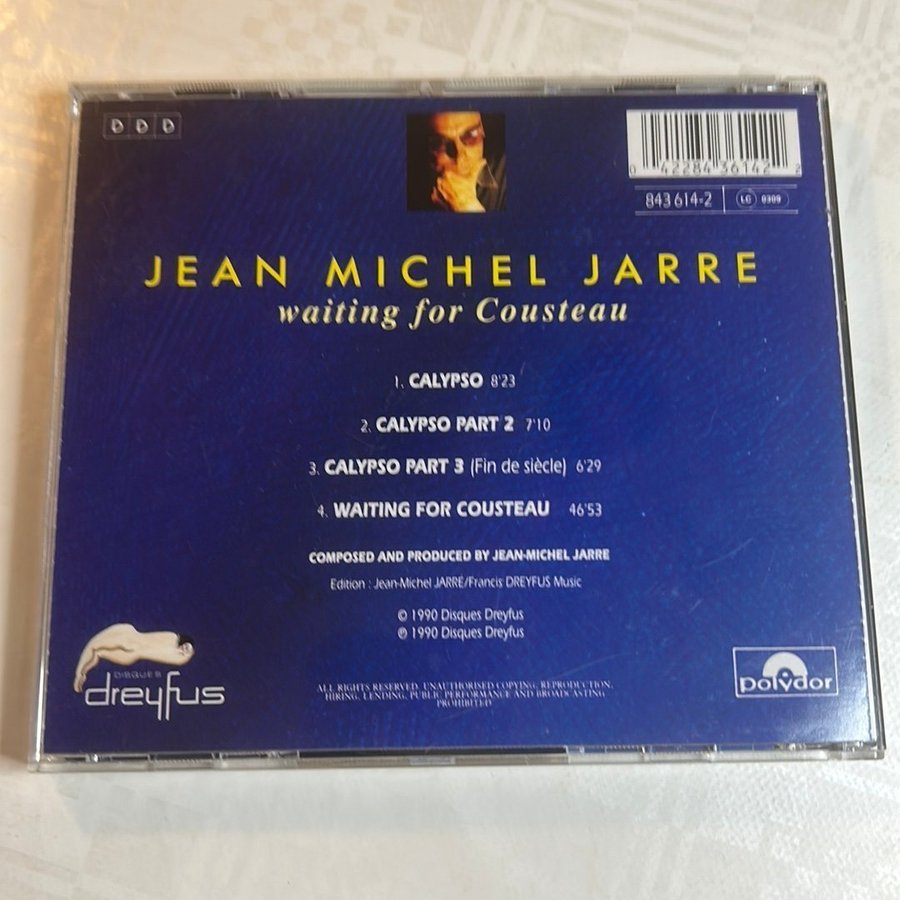 D D D
0 42284 36142 2
843 614-2
LC 0309
JEAN MICHEL JARRE
waiting for Cousteau
1. CALYPSO 8'23
2. CALYPSO PART 2 7'10
3. CALYPSO PART 3 (Fin de siècle) 6'29
4. WAITING FOR COUSTEAU 46'53
COMPOSED AND PRODUCED BY JEAN-MICHEL JARRE
Edition : Jean-Michel JARRE/Francis DREYFUS Music
© 1990 Disques Dreyfus
℗ 1990 Disques Dreyfus
DISQUES
dreyfus
ALL RIGHTS RESERVED. UNAUTHORISED COPYING, REPRODUCTION,
HIRING, LENDING, PUBLIC PERFORMANCE AND BROADCASTING
PROHIBITED
polydor